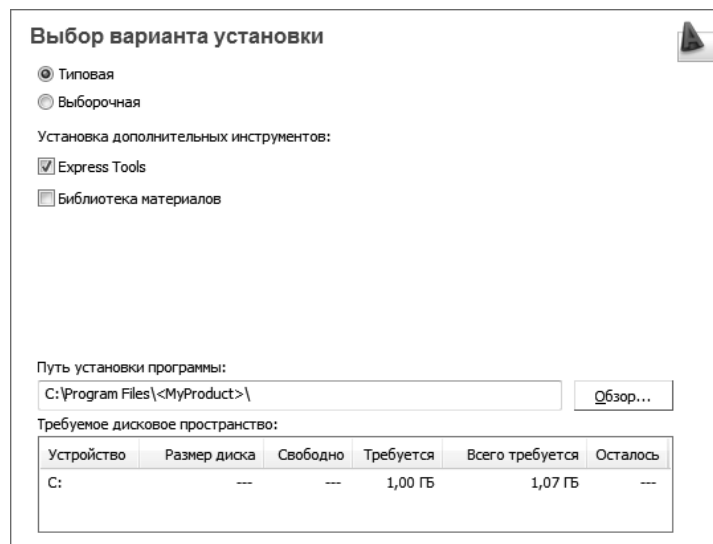 Выбор варианта установки
Типовая
Выборочная
Установка дополнительных инструментов:
Express Tools
Библиотека материалов
Путь установки программы:
C:\Program Files\<MyProduct>\
Обзор...
Требуемое дисковое пространство:
Устройство Размер диска Свободно Требуется Всего требуется Осталось
C: --- --- 1,00 ГБ 1,07 ГБ ---